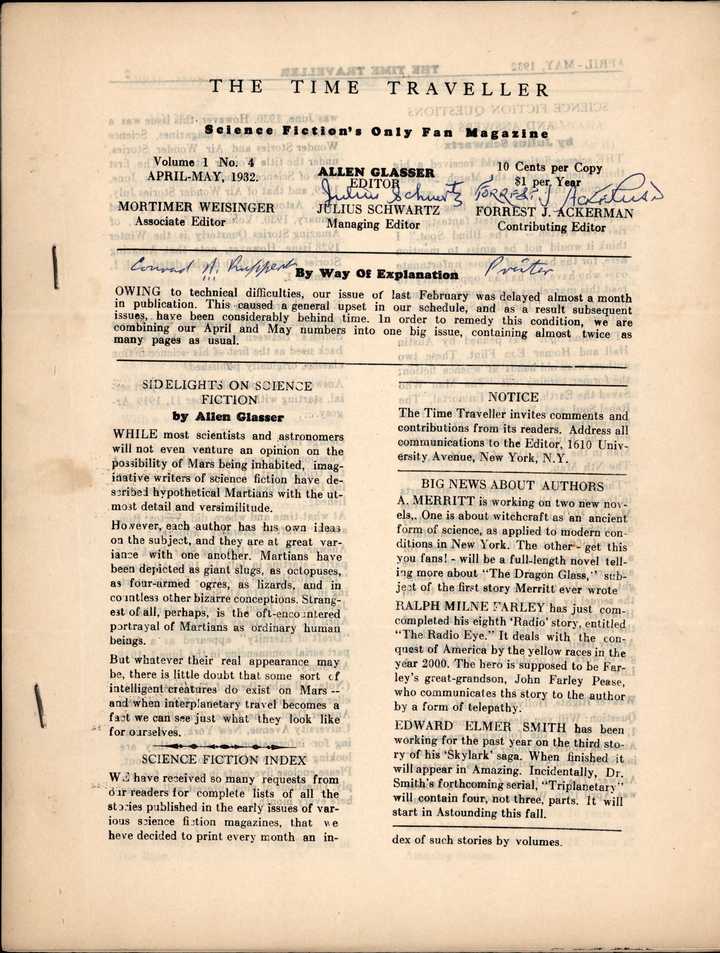 THE TIME TRAVELLER
Science Fiction's Only Fan Magazine
Volume 1 No. 4
APRIL-MAY, 1932.
MORTIMER WEISINGER
Associate Editor
ALLEN GLASSER
EDITOR
Julius Schwartz
JULIUS SCHWARTZ
Managing Editor
10 Cents per Copy
$1 per Year
FORREST J Ackerman
FORREST J. ACKERMAN
Contributing Editor
Conrad H. Ruppert
Printer
By Way Of Explanation
OWING to technical difficulties, our issue of last February was delayed almost a month
in publication. This caused a general upset in our schedule, and as a result subsequent
issues, have been considerably behind time. In order to remedy this condition, we are
combining our April and May numbers into one big issue, containing almost twice as
many pages as usual.
SIDELIGHTS ON SCIENCE
FICTION
by Allen Glasser
WHILE most scientists and astronomers
will not even venture an opinion on the
possibility of Mars being inhabited, imag-
inative writers of science fiction have de-
scribed hypothetical Martians with the ut-
most detail and versimilitude.
However, each author has his own ideas
on the subject, and they are at great var-
iance with one another. Martians have
been depicted as giant slugs, as octopuses,
as four-armed ogres, as lizards, and in
countless other bizarre conceptions. Strang-
est of all, perhaps, is the oft-encountered
portrayal of Martians as ordinary human
beings.
But whatever their real appearance may
be, there is little doubt that some sort of
intelligent creatures do exist on Mars --
and when interplanetary travel becomes a
fact we can see just what they look like
for ourselves.
SCIENCE FICTION INDEX
We have received so many requests from
our readers for complete lists of all the
stories published in the early issues of var-
ious science fiction magazines, that we
heve decided to print every month an in-
NOTICE
The Time Traveller invites comments and
contributions from its readers. Address all
communications to the Editor, 1610 Univ-
ersity Avenue, New York, N.Y.
BIG NEWS ABOUT AUTHORS
A. MERRITT is working on two new nov-
els,. One is about witchcraft as an ancient
form of science, as applied to modern con-
ditions in New York. The other - get this
you fans! - will be a full-length novel tell-
ing more about "The Dragon Glass," sub-
ject of the first story Merritt ever wrote
RALPH MILNE FARLEY has just com-
completed his eighth 'Radio' story, entitled
"The Radio Eye." It deals with the con-
quest of America by the yellow races in the
year 2000. The hero is supposed to be Far-
ley's great-grandson, John Farley Pease,
who communicates ths story to the author
by a form of telepathy.
EDWARD ELMER SMITH has been
working for the past year on the third sto-
ry of his 'Skylark' saga. When finished it
will appear in Amazing. Incidentally, Dr.
Smith's forthcoming serial, "Triplanetary"
will contain four, not three, parts. It will
start in Astounding this fall.
dex of such stories by volumes.